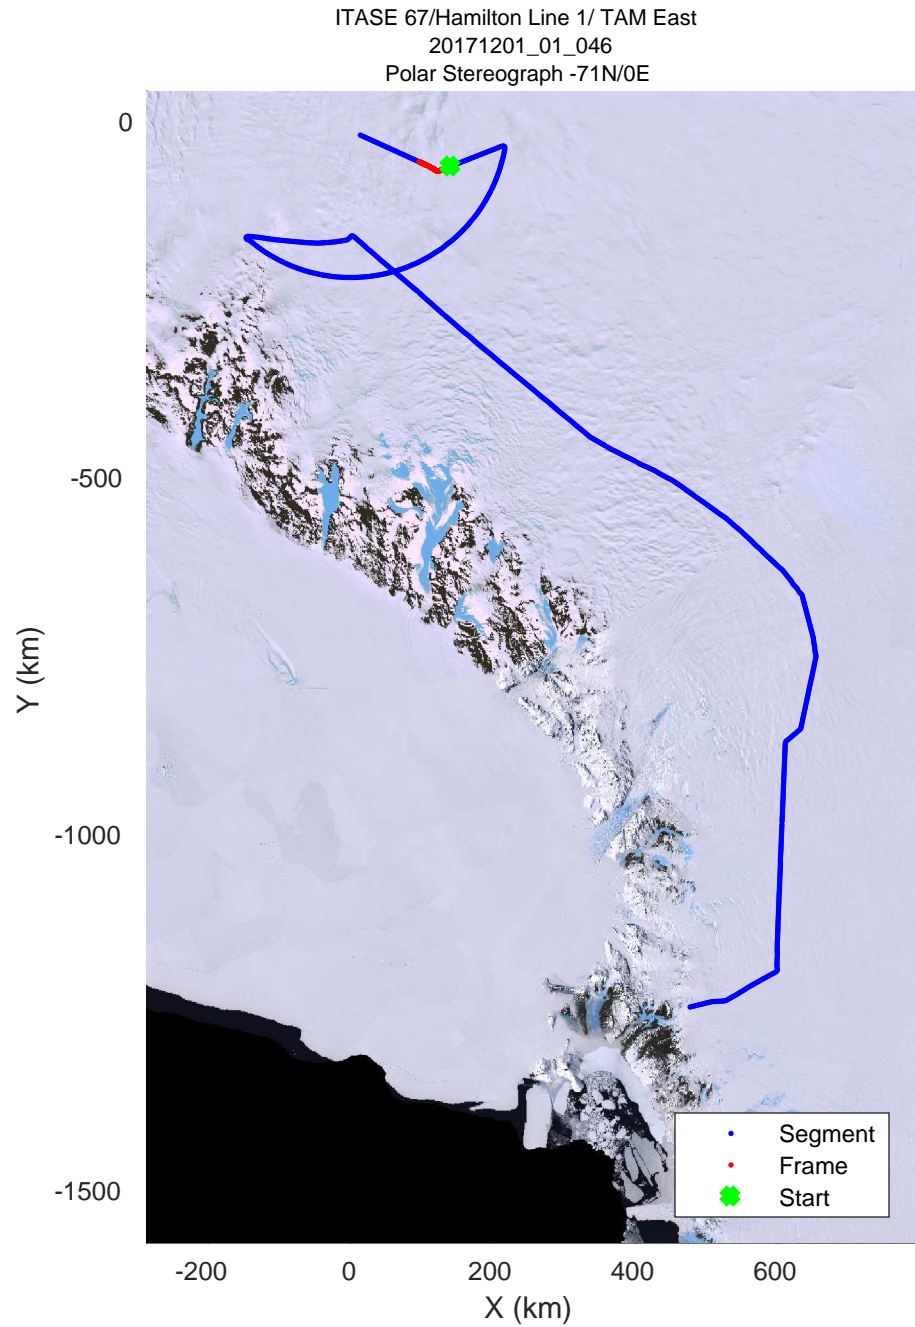 ITASE 67/Hamilton Line 1/ TAM East
20171201_01_046
Polar Stereograph -71N/0E
0
-500
-1000
-1500
Y (km)
-200
0
200
400
600
X (km)
Segment
Frame
Start